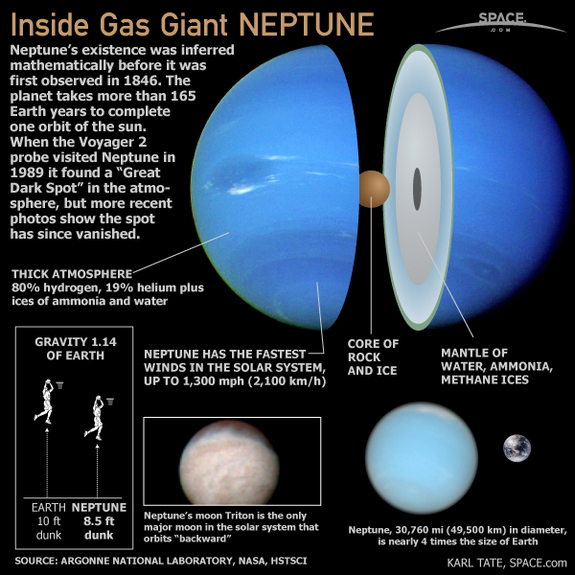 Inside Gas Giant NEPTUNE
SPACE.
.COM
Neptune's existence was inferred
mathematically before it was
first observed in 1846. The
planet takes more than 165
Earth years to complete
one orbit of the sun.
When the Voyager 2
probe visited Neptune in
1989 it found a “Great
Dark Spot” in the atmo-
sphere, but more recent
photos show the spot
has since vanished.
THICK ATMOSPHERE
80% hydrogen, 19% helium plus
ices of ammonia and water
GRAVITY 1.14
OF EARTH
EARTH
10 ft
dunk
NEPTUNE
8.5 ft
dunk
NEPTUNE HAS THE FASTEST
WINDS IN THE SOLAR SYSTEM,
UP TO 1,300 mph (2,100 km/h)
CORE OF
ROCK
AND ICE
MANTLE OF
WATER, AMMONIA,
METHANE ICES
Neptune's moon Triton is the only
major moon in the solar system that
orbits “backward”
Neptune, 30,760 mi (49,500 km) in diameter,
is nearly 4 times the size of Earth
SOURCE: ARGONNE NATIONAL LABORATORY, NASA, HSTSCI
KARL TATE, SPACE.com